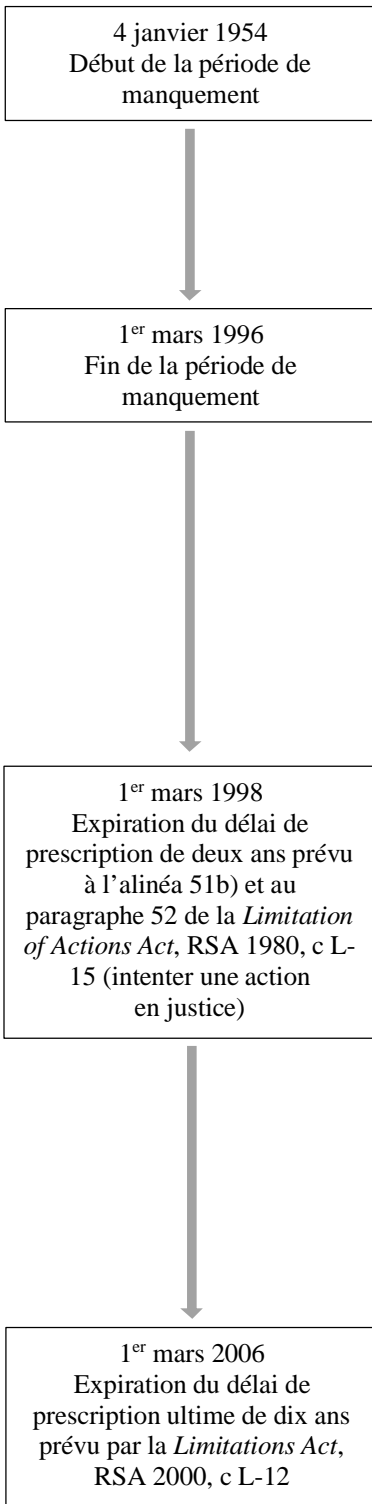 4 janvier 1954
Début de la période de
manquement
1er mars 1996
Fin de la période de
manquement
1er mars 1998
Expiration du délai de
prescription de deux ans prévu
à l'alinéa 51b) et au
paragraphe 52 de la Limitation
of Actions Act, RSA 1980, c L-
15 (intenter une action
en justice)
1er mars 2006
Expiration du délai de
prescription ultime de dix ans
prévu par la Limitations Act,
RSA 2000, c L-12